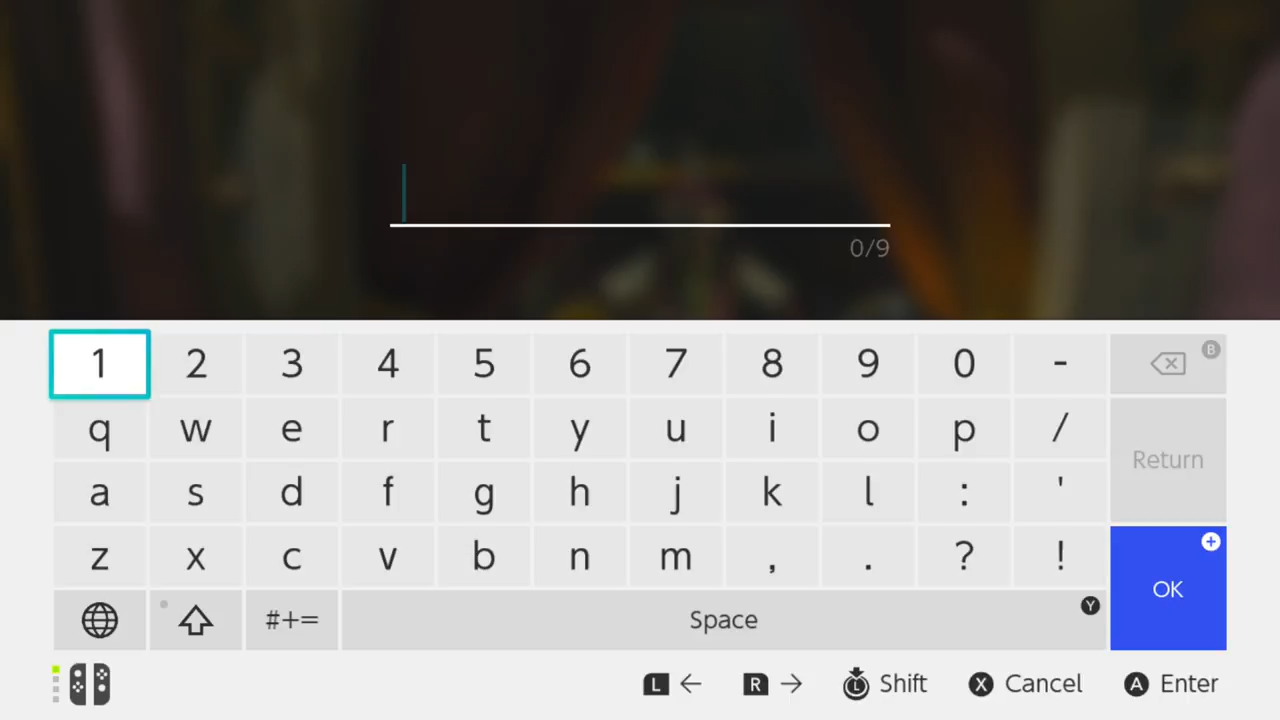 0/9
1 2 3 4 5 6 7 8 9 0 - B
q w e r t y u i o p / Return
a s d f g h j k l : '
z x c v b n m , . ? ! + OK
#+= Space Y
L ← R → L Shift X Cancel A Enter